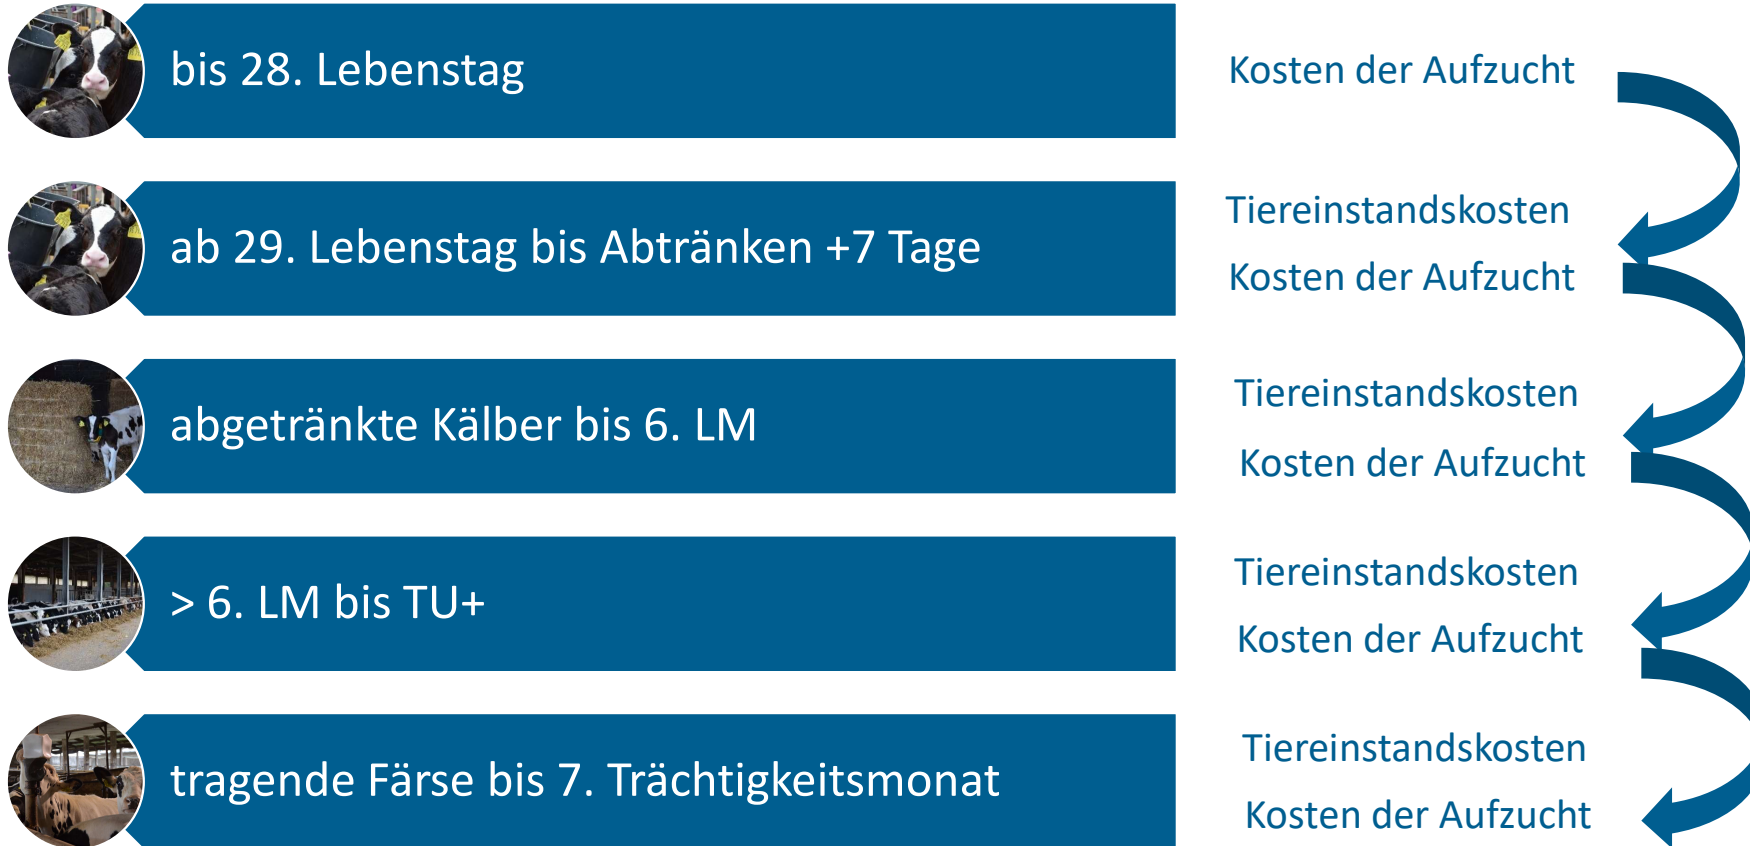 bis 28. Lebenstag
Kosten der Aufzucht
ab 29. Lebenstag bis Abtränken +7 Tage
Tiereinstandskosten
Kosten der Aufzucht
abgetränkte Kälber bis 6. LM
Tiereinstandskosten
Kosten der Aufzucht
> 6. LM bis TU+
Tiereinstandskosten
Kosten der Aufzucht
tragende Färse bis 7. Trächtigkeitsmonat
Tiereinstandskosten
Kosten der Aufzucht